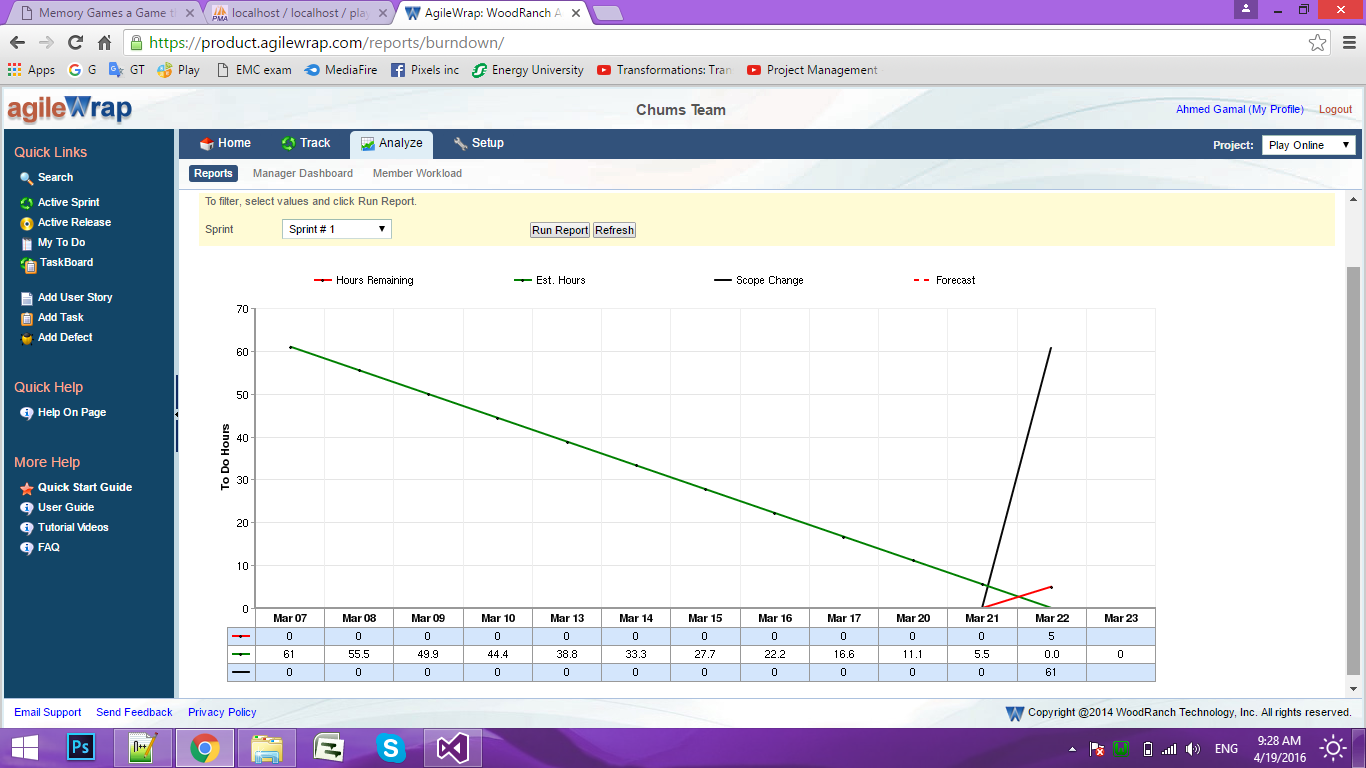 Memory Games a Game th
localhost / localhost / play
AgileWrap: WoodRanch A
https://product.agilewrap.com/reports/burndown/
Apps G GT Play EMC exam MediaFire Pixels inc Energy University Transformations: Tran Project Management
agileWrap
Chums Team
Ahmed Gamal (My Profile) Logout
Home Track Analyze Setup
Project: Play Online
Reports Manager Dashboard Member Workload
Quick Links
Search
Active Sprint
Active Release
My To Do
TaskBoard
Add User Story
Add Task
Add Defect
Quick Help
Help On Page
More Help
Quick Start Guide
User Guide
Tutorial Videos
FAQ
To filter, select values and click Run Report.
Sprint Sprint # 1 Run Report Refresh
Hours Remaining Est. Hours Scope Change Forecast
To Do Hours
70
60
50
40
30
20
10
0
Mar 07 Mar 08 Mar 09 Mar 10 Mar 13 Mar 14 Mar 15 Mar 16 Mar 17 Mar 20 Mar 21 Mar 22 Mar 23
0 0 0 0 0 0 0 0 0 0 0 5
61 55.5 49.9 44.4 38.8 33.3 27.7 22.2 16.6 11.1 5.5 0.0 0
0 0 0 0 0 0 0 0 0 0 0 61
Email Support Send Feedback Privacy Policy
Copyright @2014 WoodRanch Technology, Inc. All rights reserved.
Ps
ENG
9:28 AM
4/19/2016